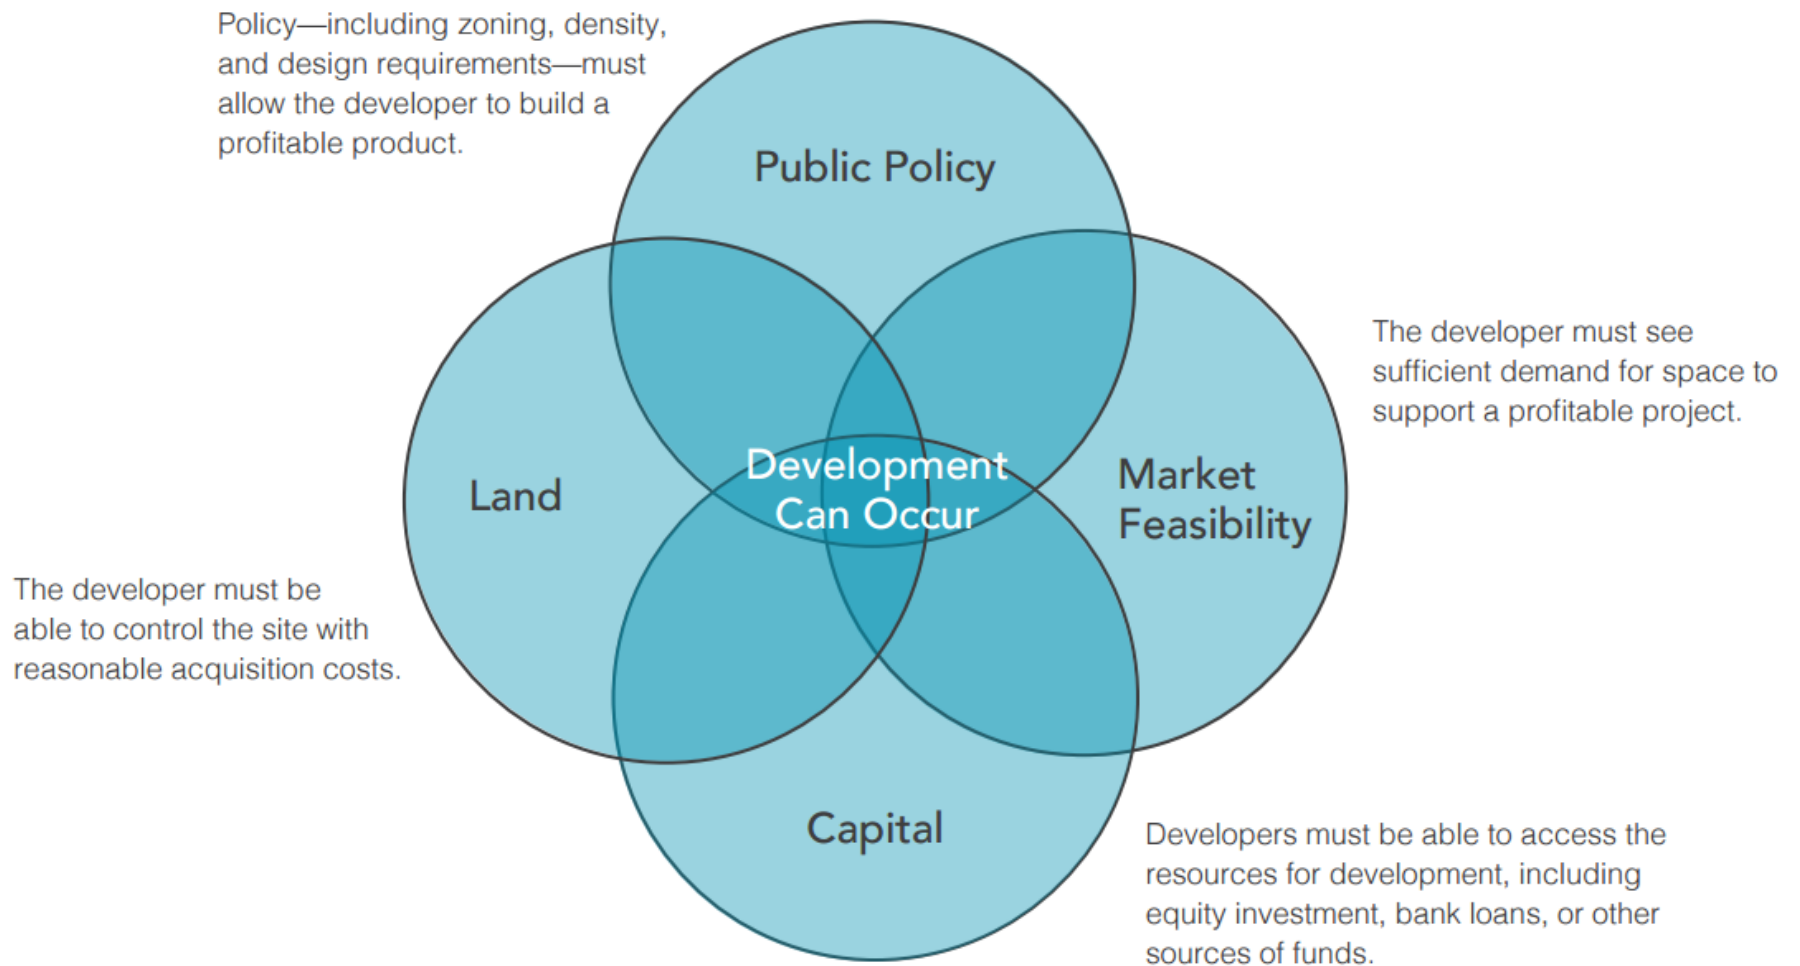 Policy—including zoning, density,
and design requirements—must
allow the developer to build a
profitable product.
Public Policy
The developer must see
sufficient demand for space to
support a profitable project.
Land
Development
Can Occur
Market
Feasibility
The developer must be
able to control the site with
reasonable acquisition costs.
Capital
Developers must be able to access the
resources for development, including
equity investment, bank loans, or other
sources of funds.